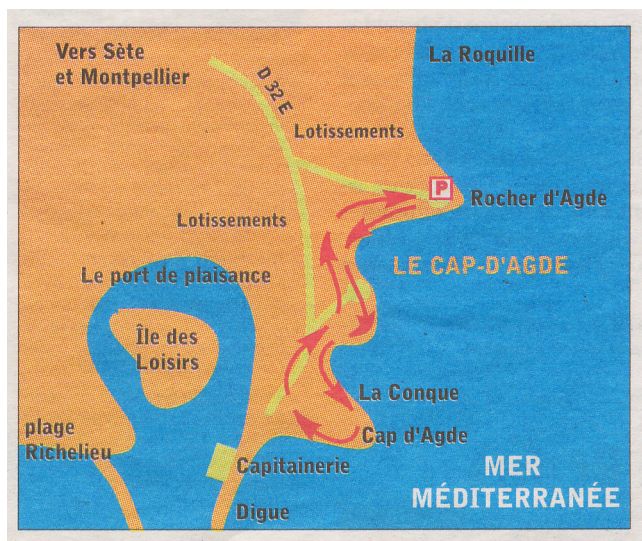 Vers Sète
et Montpellier
D 32 E
La Roquille
Lotissements
P
Rocher d'Agde
Lotissements
LE CAP-D'AGDE
Le port de plaisance
Île des
Loisirs
La Conque
plage
Richelieu
Cap d'Agde
Capitainerie
MER
MÉDITERRANÉE
Digue